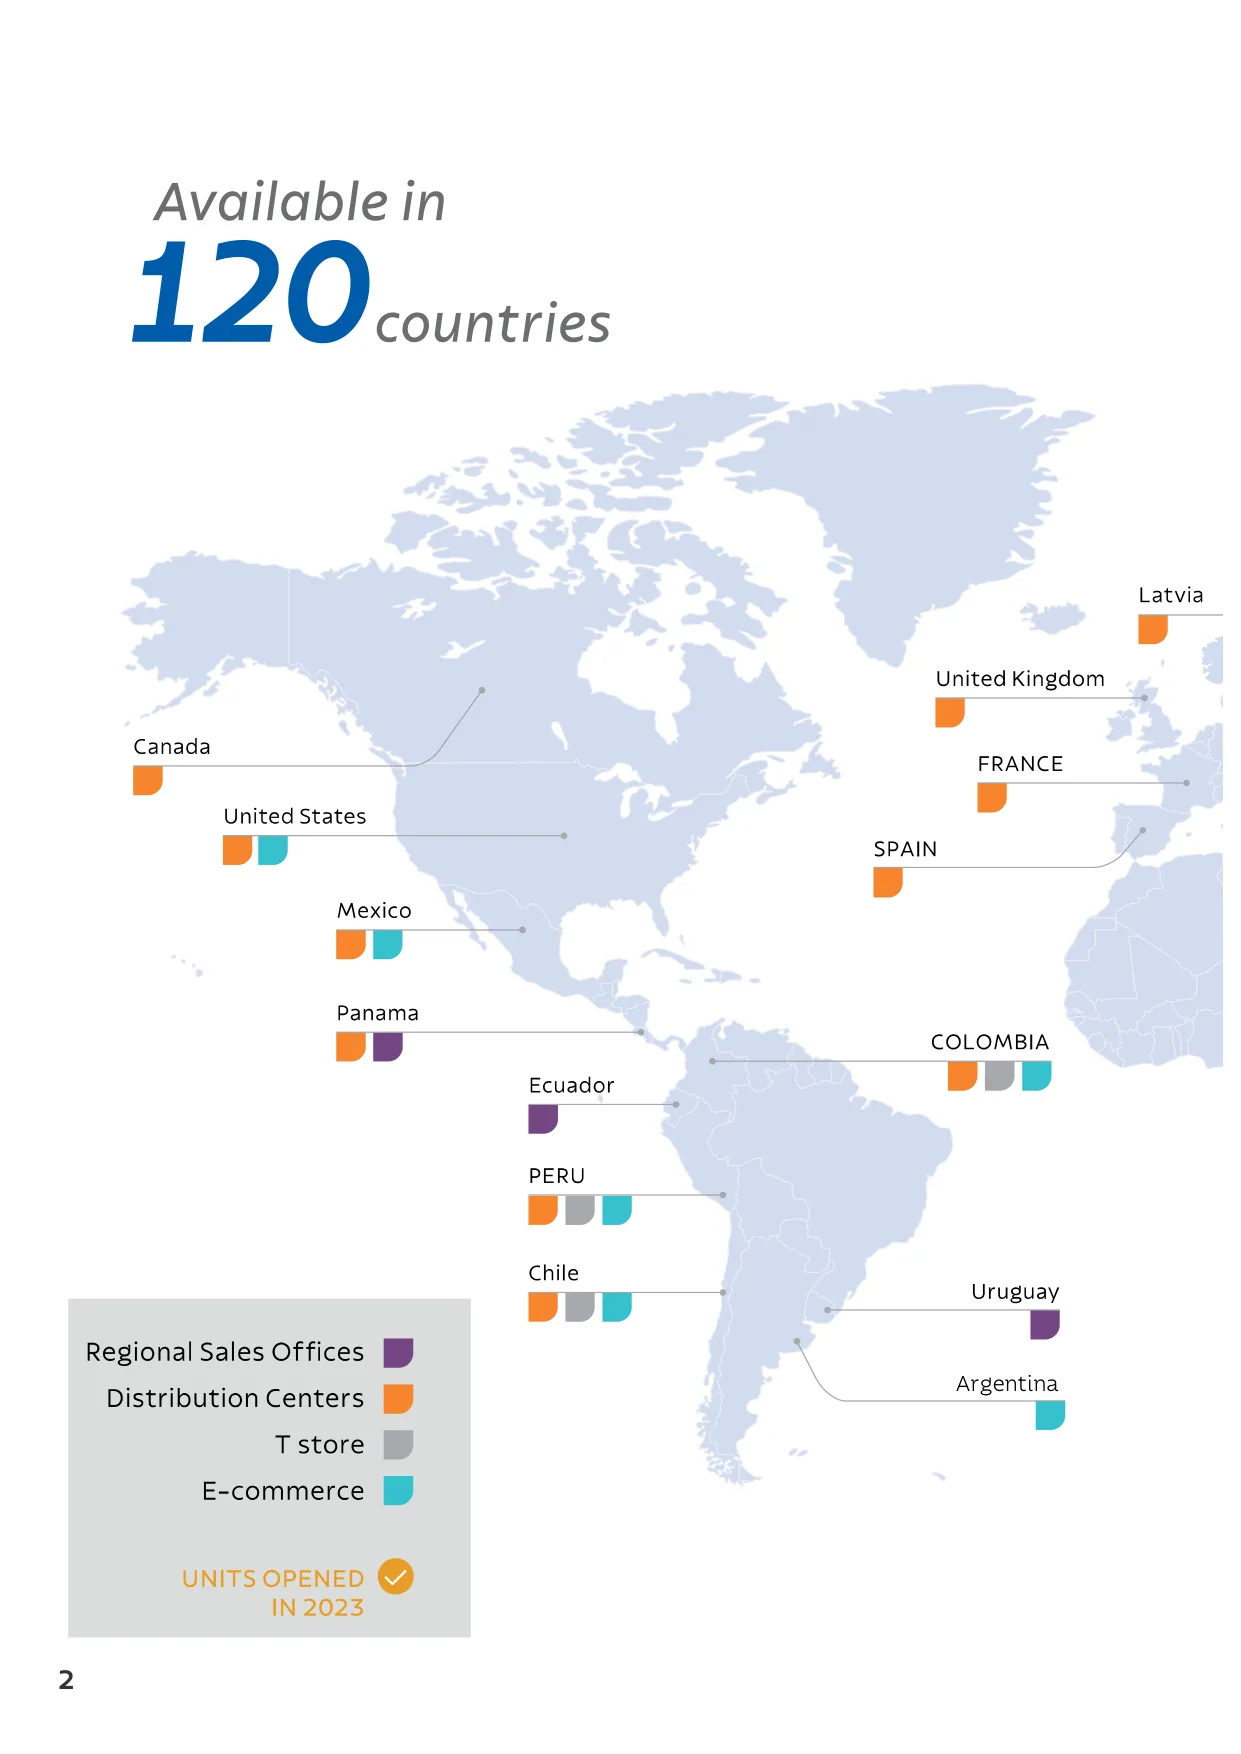 Available in
120 countries
Latvia
United Kingdom
Canada
FRANCE
United States
SPAIN
Mexico
Panama
COLOMBIA
Ecuador
PERU
Chile
Uruguay
Argentina
Regional Sales Offices
Distribution Centers
T store
E-commerce
UNITS OPENED
IN 2023
2